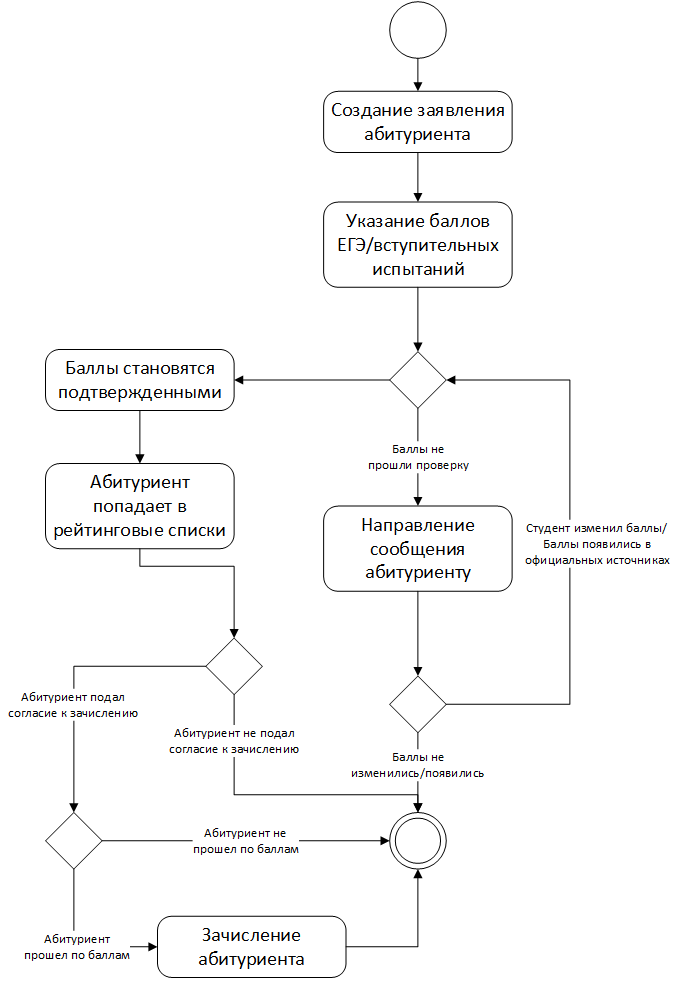 Создание заявления
абитуриента
Указание баллов
ЕГЭ/вступительных
испытаний
Баллы становятся
подтвержденными
Баллы не
прошли проверку
Абитуриент
попадает в
рейтинговые списки
Направление
сообщения
абитуриенту
Студент изменил баллы/
Баллы появились в
официальных источниках
Абитуриент подал
согласие к зачислению
Абитуриент не подал
согласие к зачислению
Баллы не
изменились/появились
Абитуриент не
прошел по баллам
Абитуриент
прошел по баллам
Зачисление
абитуриента